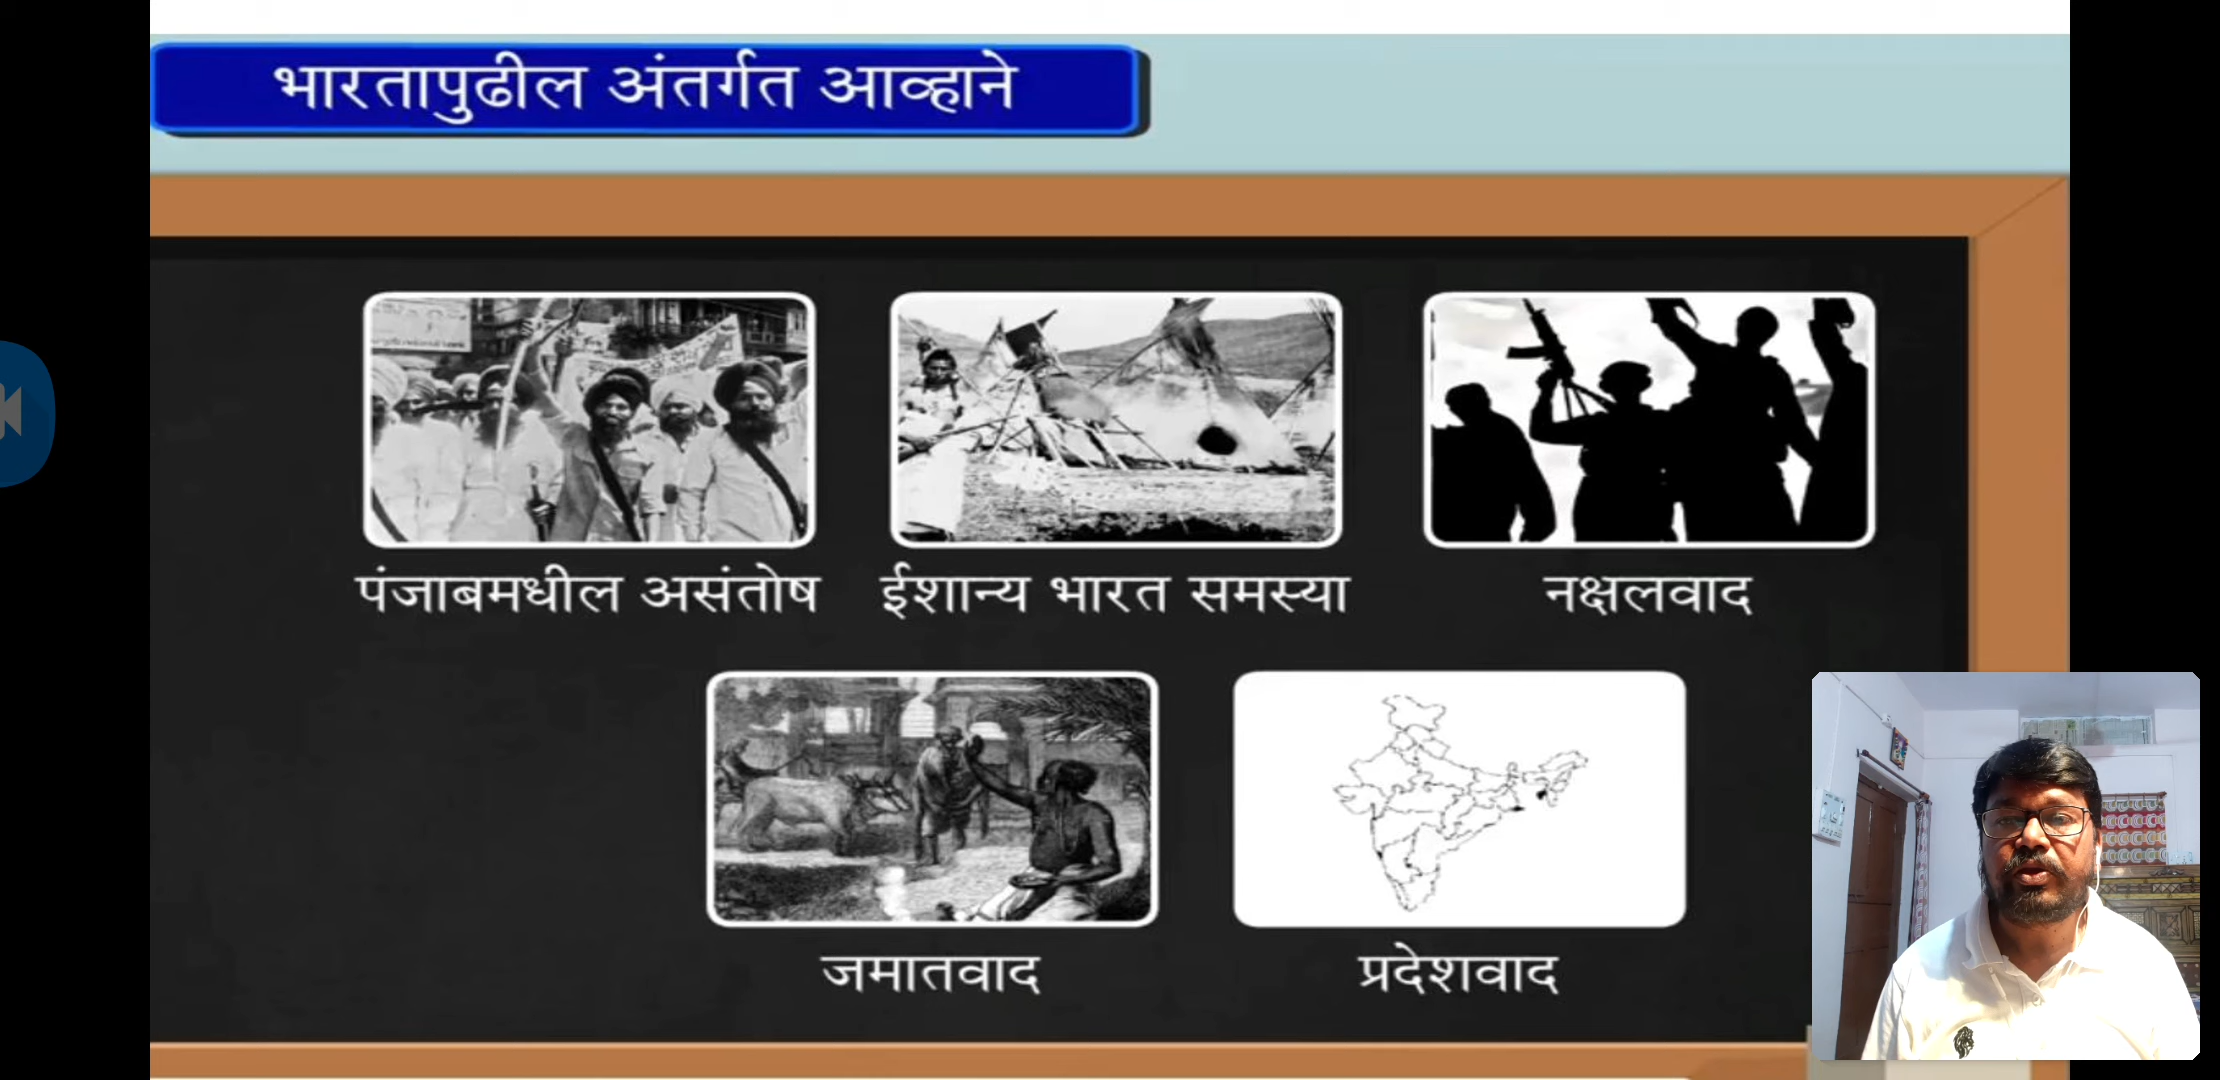 भारतापुढील अंतर्गत आव्हाने
पंजाबमधील असंतोष
ईशान्य भारत समस्या
नक्षलवाद
जमातवाद
प्रदेशवाद